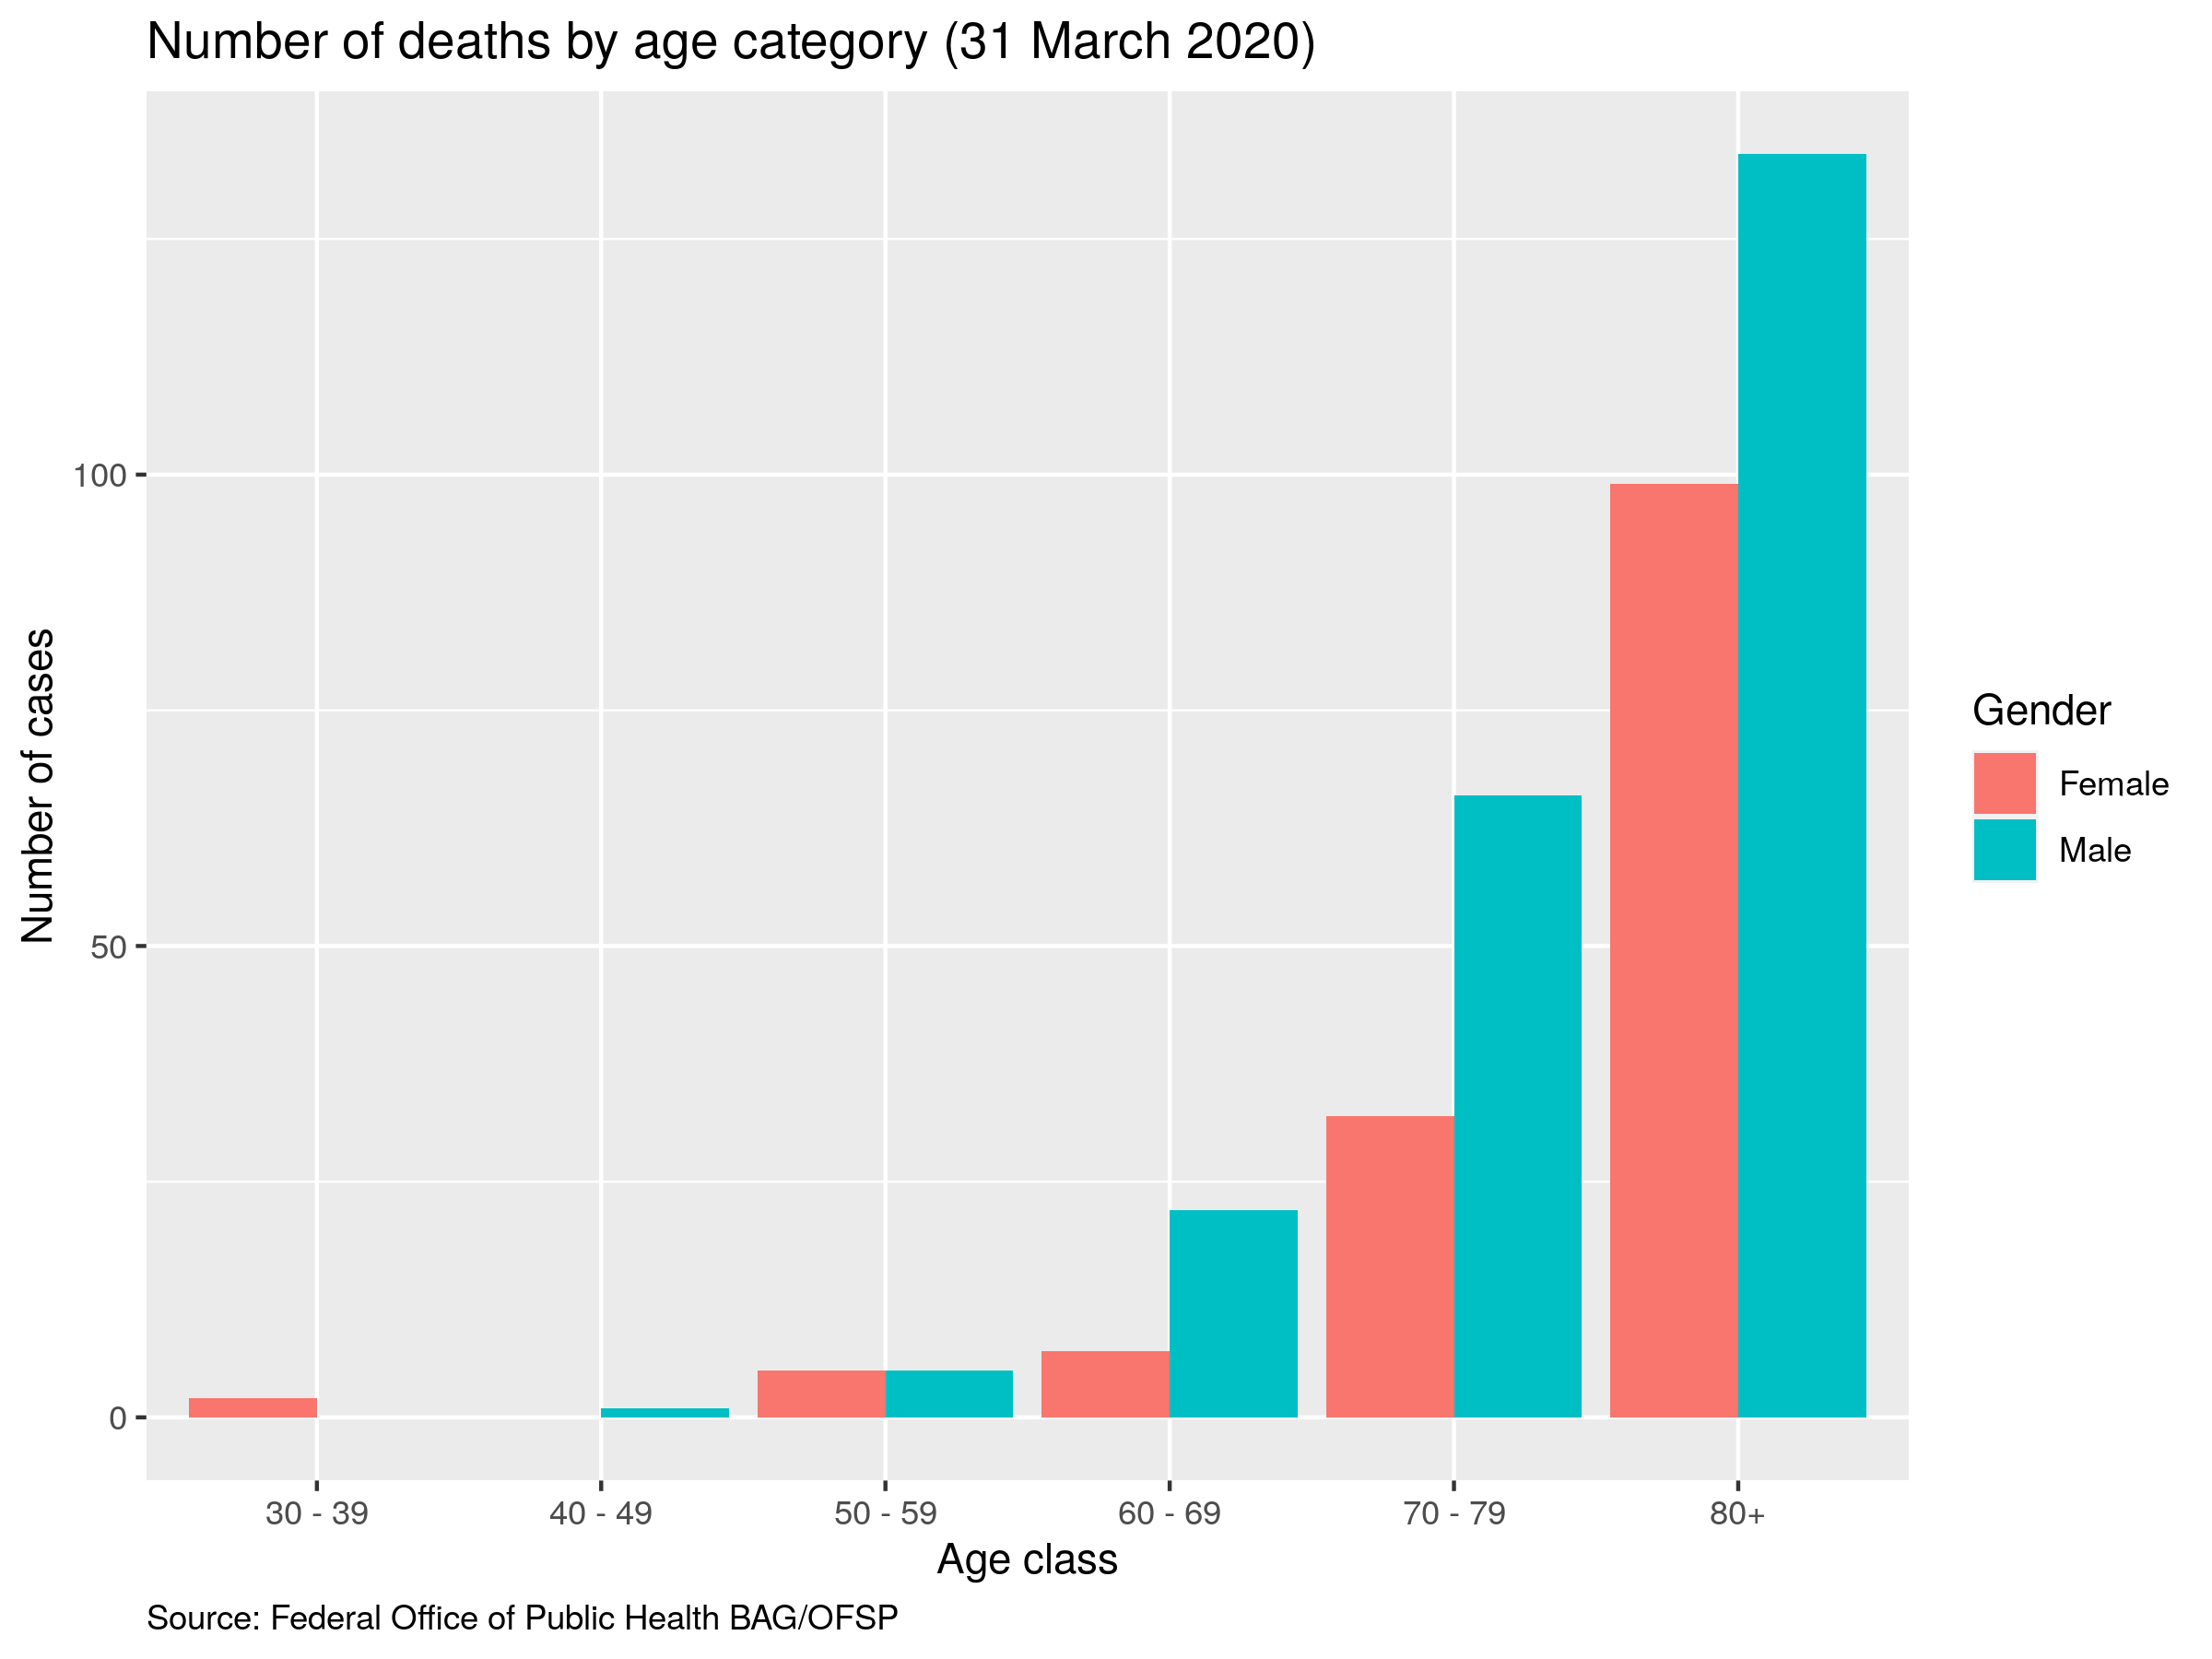 Number of deaths by age category (31 March 2020)
Number of cases
100
50
0
30 - 39
40 - 49
50 - 59
60 - 69
70 - 79
80+
Age class
Gender
Female
Male
Source: Federal Office of Public Health BAG/OFSP